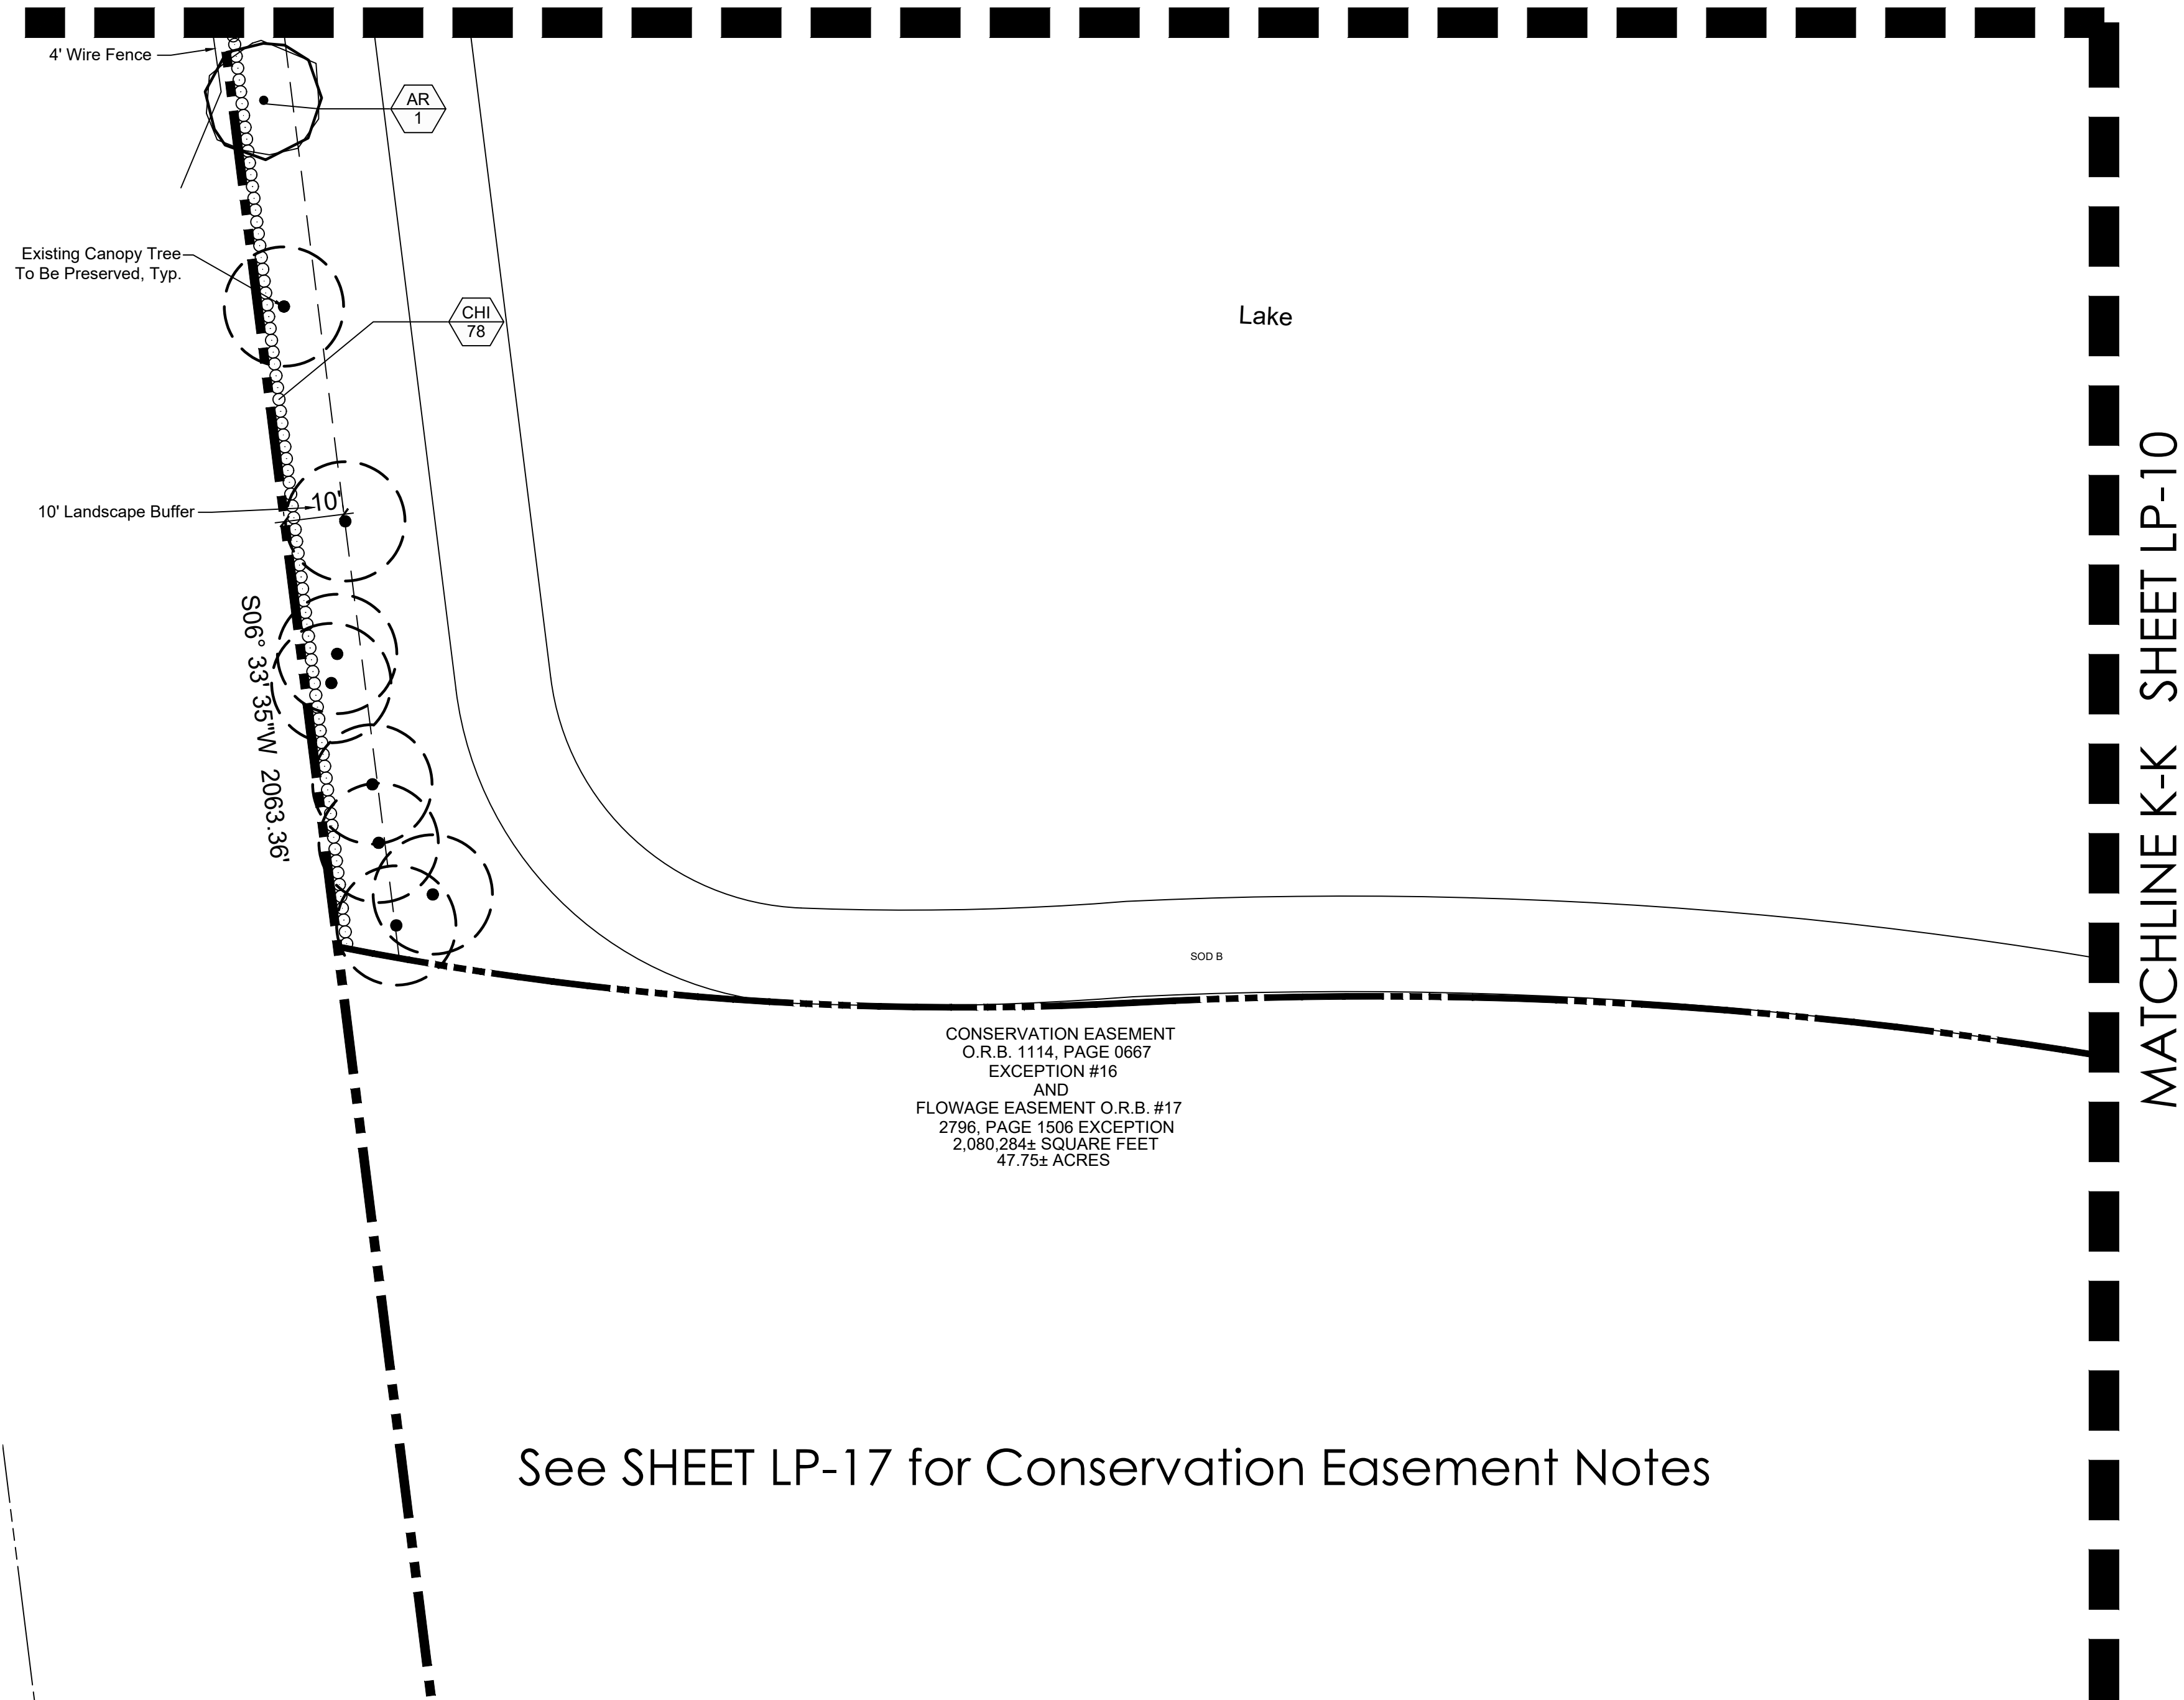 4' Wire Fence
AR
1
Existing Canopy Tree
To Be Preserved, Typ.
CHI
78
Lake
10' Landscape Buffer
10'
S06° 33' 35"W 2063.36'
MATCHLINE K-K SHEET LP-10
SOD B
CONSERVATION EASEMENT
O.R.B. 1114, PAGE 0667
EXCEPTION #16
AND
FLOWAGE EASEMENT O.R.B. #17
2796, PAGE 1506 EXCEPTION
2,080,284± SQUARE FEET
47.75± ACRES
See SHEET LP-17 for Conservation Easement Notes